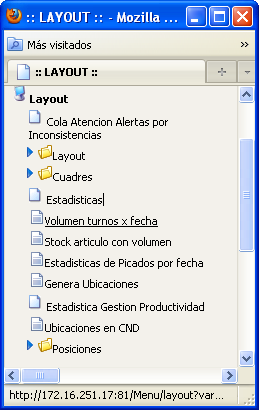 :: LAYOUT :: - Mozilla ...
Más visitados
»
:: LAYOUT ::
Layout
Cola Atencion Alertas por
Inconsistencias
Layout
Cuadres
Estadisticas
Volumen turnos x fecha
Stock articulo con volumen
Estadisticas de Picados por fecha
Genera Ubicaciones
Estadistica Gestion Productividad
Ubicaciones en CND
Posiciones
http://172.16.251.17:81/Menu/layout?var...